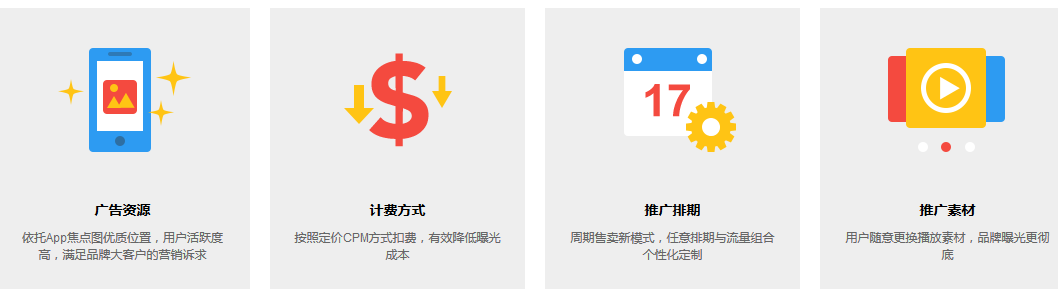 17
广告资源
依托App焦点图优质位置，用户活跃度
高，满足品牌大客户的营销诉求
$
计费方式
按照定价CPM方式扣费，有效降低曝光
成本
推广排期
周期售卖新模式，任意排期与流量组合
个性化定制
推广素材
用户随意更换播放素材，品牌曝光更彻
底